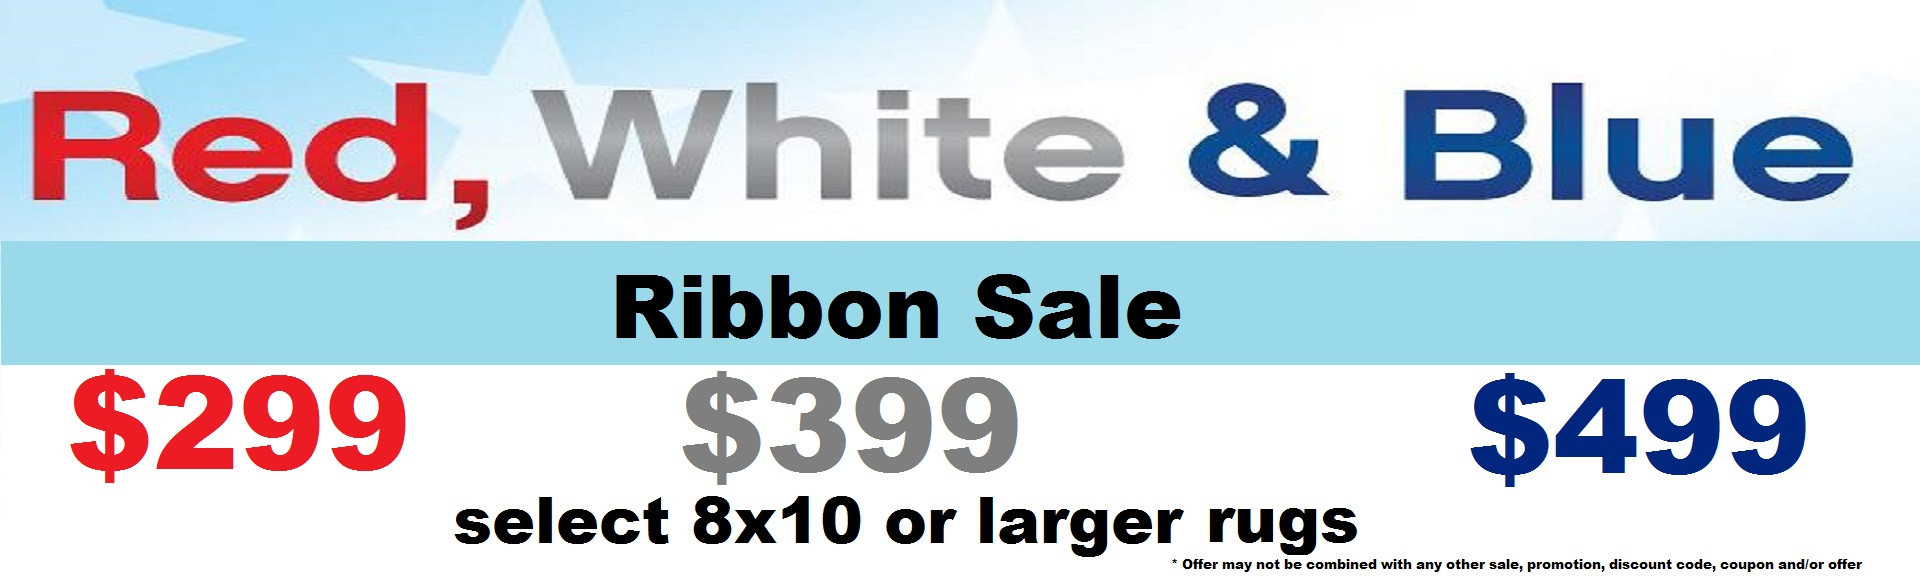 Red, White & Blue
Ribbon Sale
$299 $399 $499
select 8x10 or larger rugs
* Offer may not be combined with any other sale, promotion, discount code, coupon and/or offer